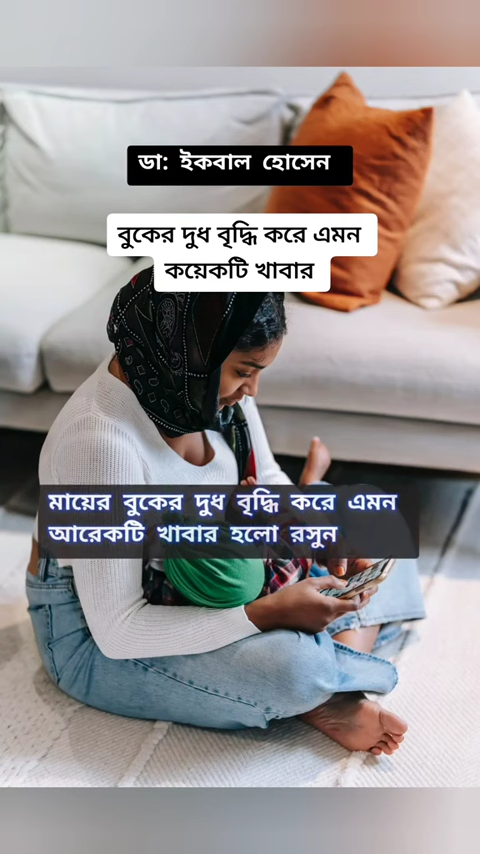 ডা: ইকবাল হোসেন
বুকের দুধ বৃদ্ধি করে এমন
কয়েকটি খাবার
মায়ের বুকের দুধ বৃদ্ধি করে এমন
আরেকটি খাবার হলো রসুন